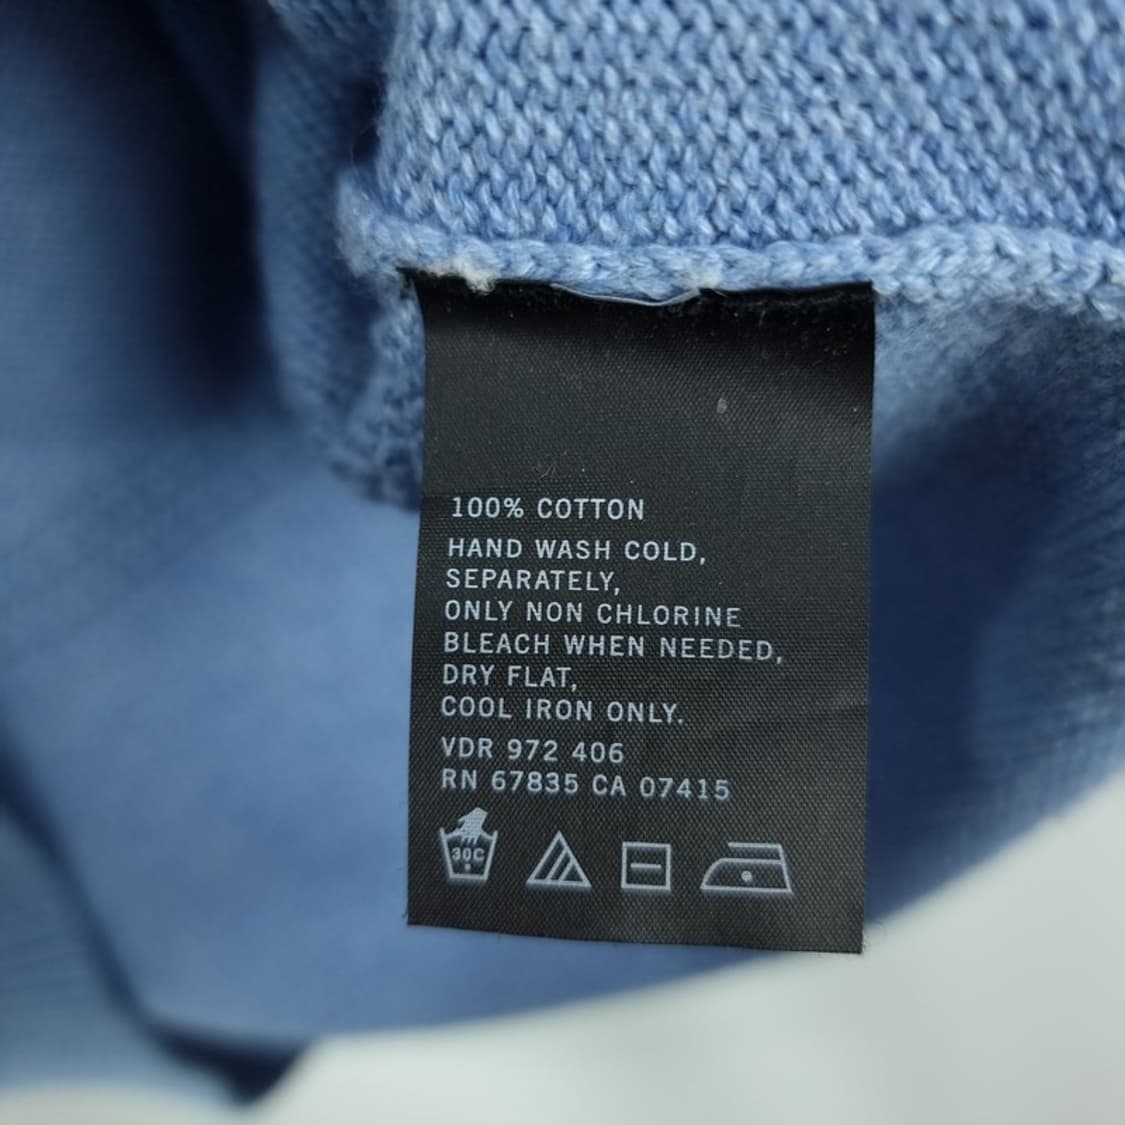 100% COTTON
HAND WASH COLD,
SEPARATELY,
ONLY NON CHLORINE
BLEACH WHEN NEEDED,
DRY FLAT,
COOL IRON ONLY.
VDR 972 406
RN 67835 CA 07415
30C